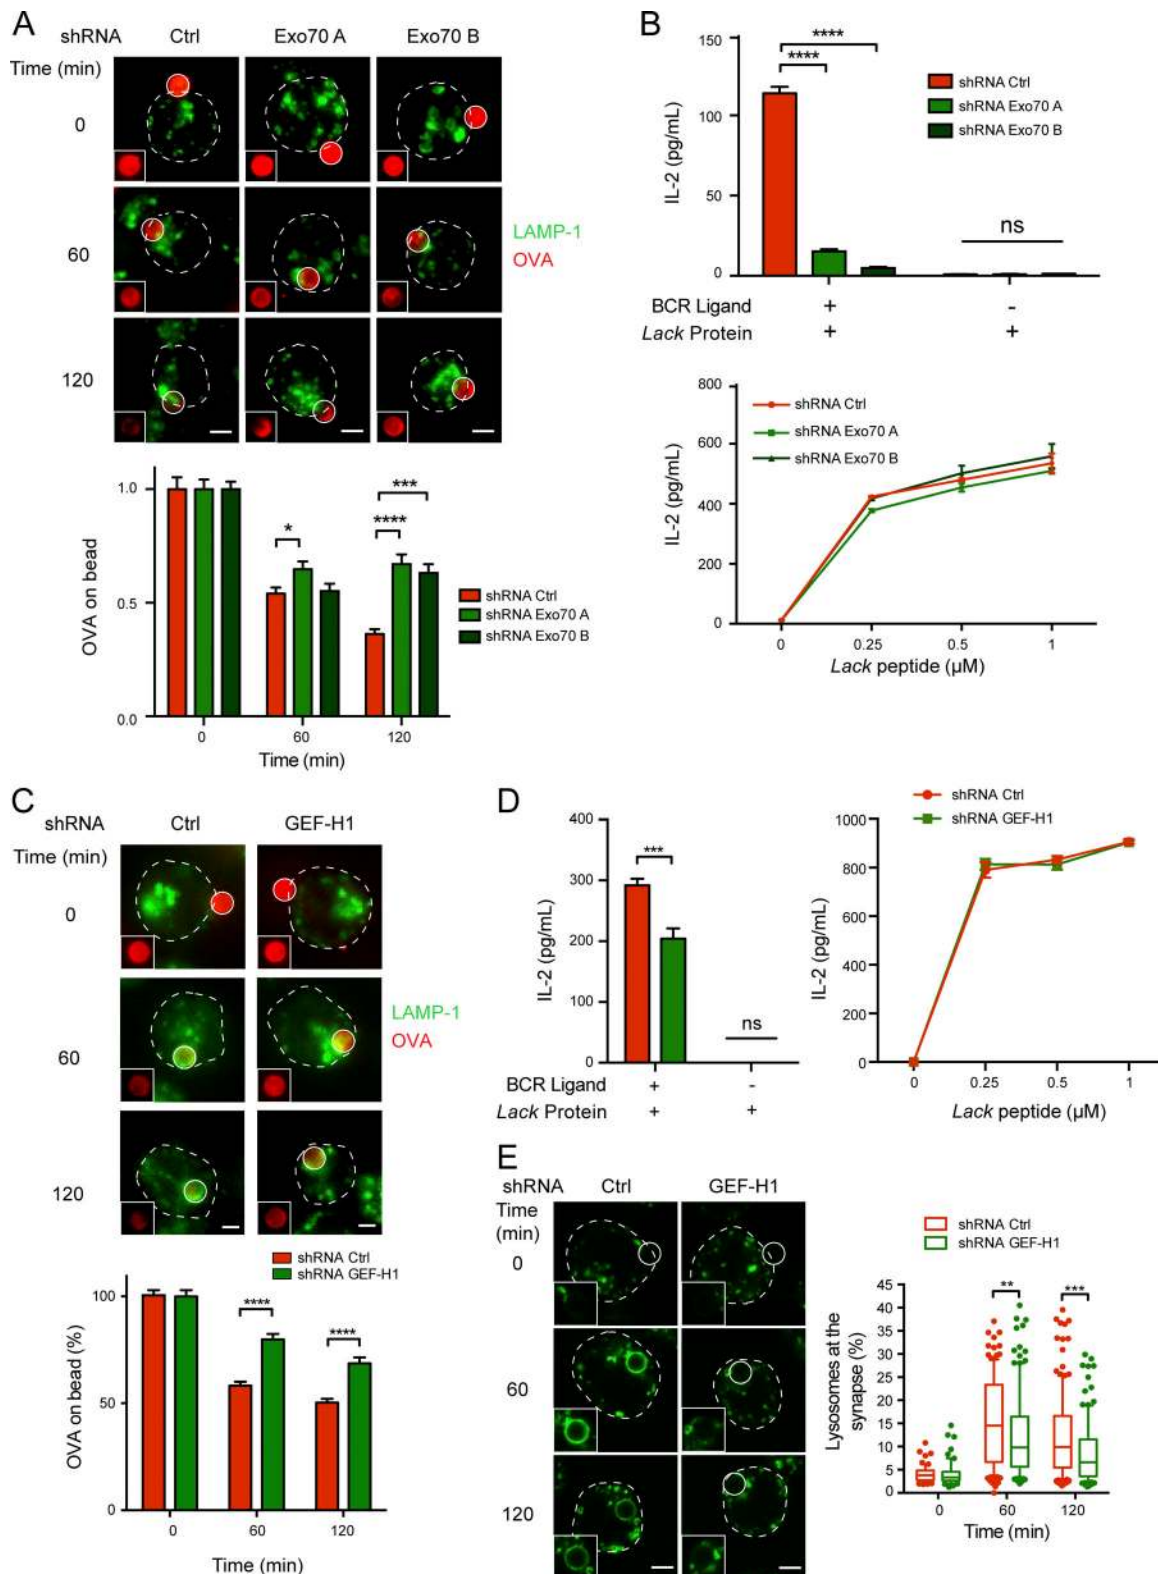 A
shRNA Ctrl Exo70 A Exo70 B
Time (min)
0
60
120
LAMP-1
OVA
OVA on bead
1.0
0.5
0.0
*
****
***
shRNA Ctrl
shRNA Exo70 A
shRNA Exo70 B
0 60 120
Time (min)
B
IL-2 (pg/mL)
150
100
50
0
****
****
shRNA Ctrl
shRNA Exo70 A
shRNA Exo70 B
ns
BCR Ligand + -
Lack Protein + +
IL-2 (pg/mL)
800
600
400
200
0
shRNA Ctrl
shRNA Exo70 A
shRNA Exo70 B
0 0.25 0.5 1
Lack peptide (µM)
C
shRNA Ctrl GEF-H1
Time (min)
0
60
120
LAMP-1
OVA
shRNA Ctrl
shRNA GEF-H1
OVA on bead (%)
100
50
0
****
****
0 60 120
Time (min)
D
IL-2 (pg/mL)
400
300
200
100
0
***
ns
BCR Ligand + -
Lack Protein + +
shRNA Ctrl
shRNA GEF-H1
IL-2 (pg/mL)
1000
800
600
400
200
0
0 0.25 0.5 1
Lack peptide (µM)
E
shRNA Ctrl GEF-H1
Time
(min)
0
60
120
shRNA Ctrl
shRNA GEF-H1
Lysosomes at the
synapse (%)
45
40
35
30
25
20
15
10
5
0
**
***
0 60 120
Time (min)